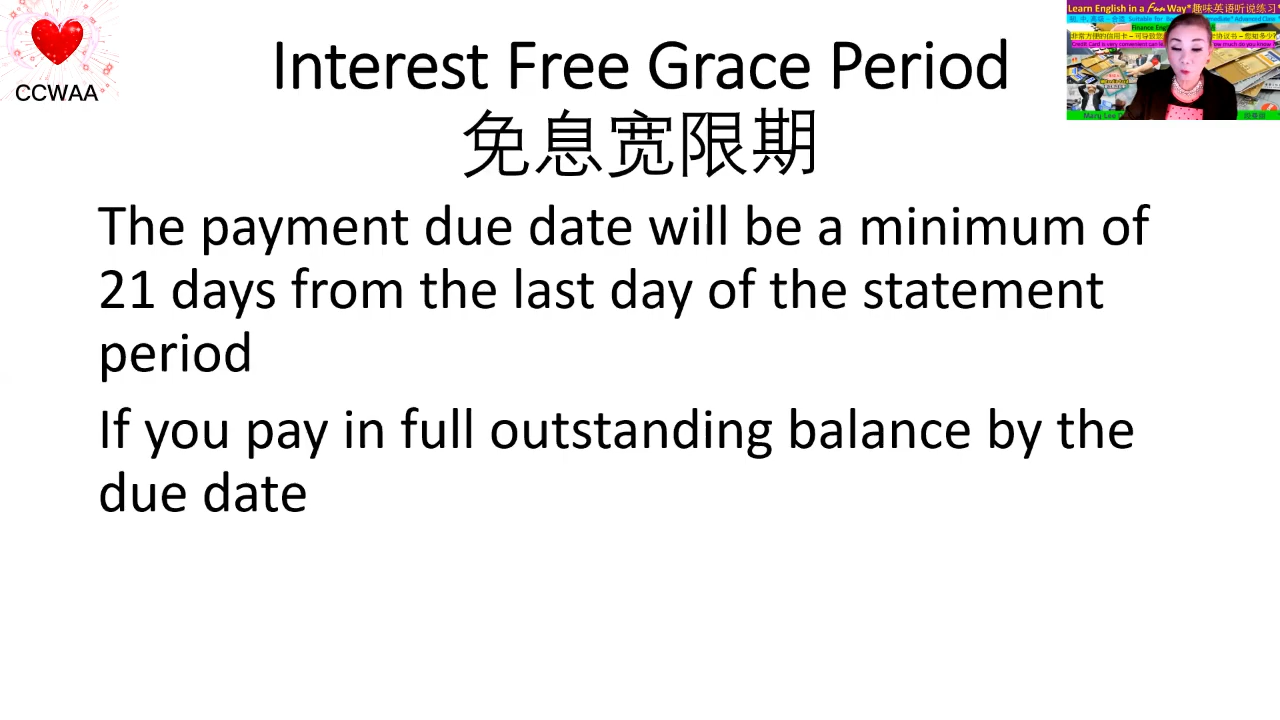 CCWAA
Interest Free Grace Period
免息宽限期
Learn English in a Fun Way"趣味英语听说练习"
The payment due date will be a minimum of
21 days from the last day of the statement
period
If you pay in full outstanding balance by the
due date